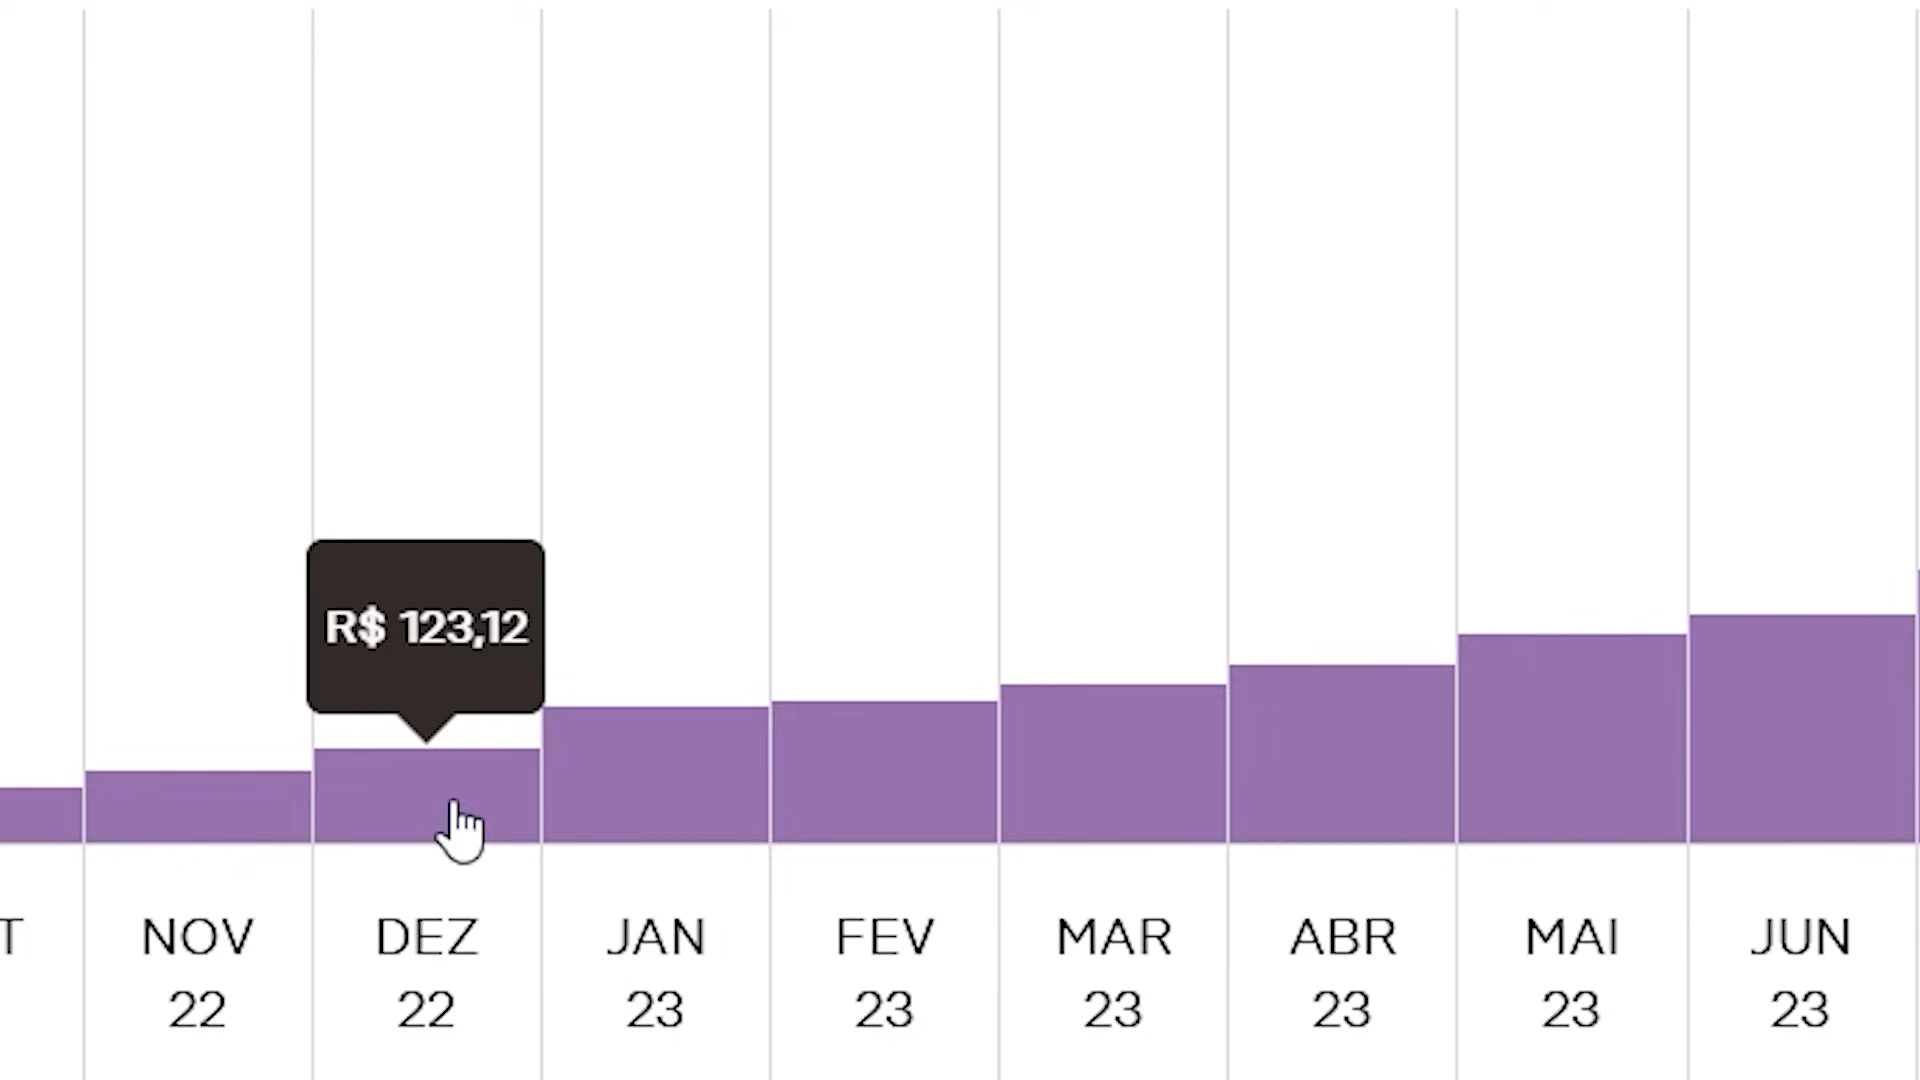 R$ 123,12
T NOV DEZ JAN FEV MAR ABR MAI JUN
22 22 23 23 23 23 23 23